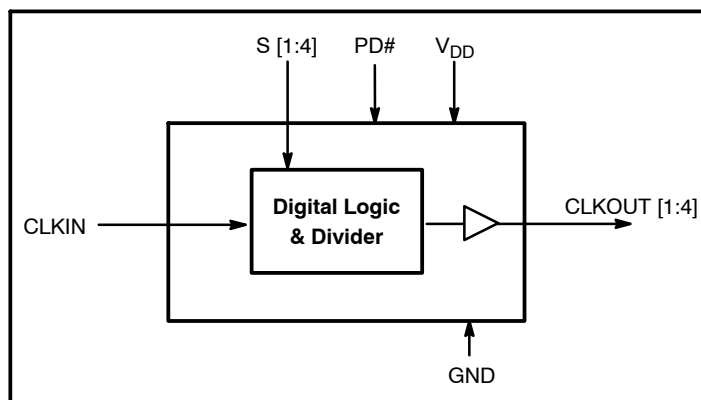 S [1:4] PD# VDD
Digital Logic
& Divider
CLKIN
CLKOUT [1:4]
GND